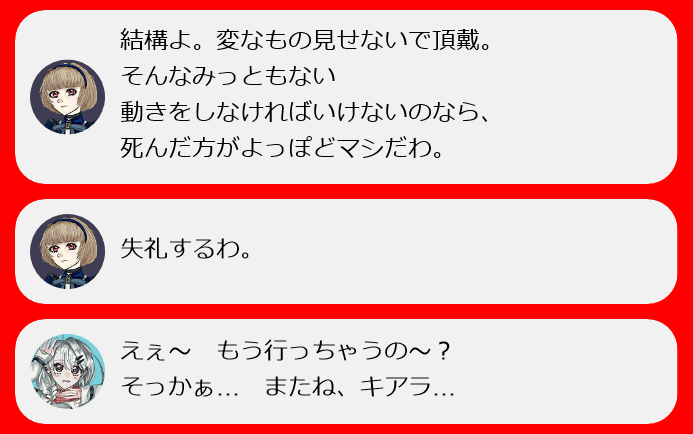 結構よ。変なもの見せないで頂戴。
そんなみっともない
動きをしなければいけないのなら、
死んだ方がよっぽどマシだわ。
失礼するわ。
えぇ～　もう行っちゃうの～？
そっかぁ…　またね、キアラ…